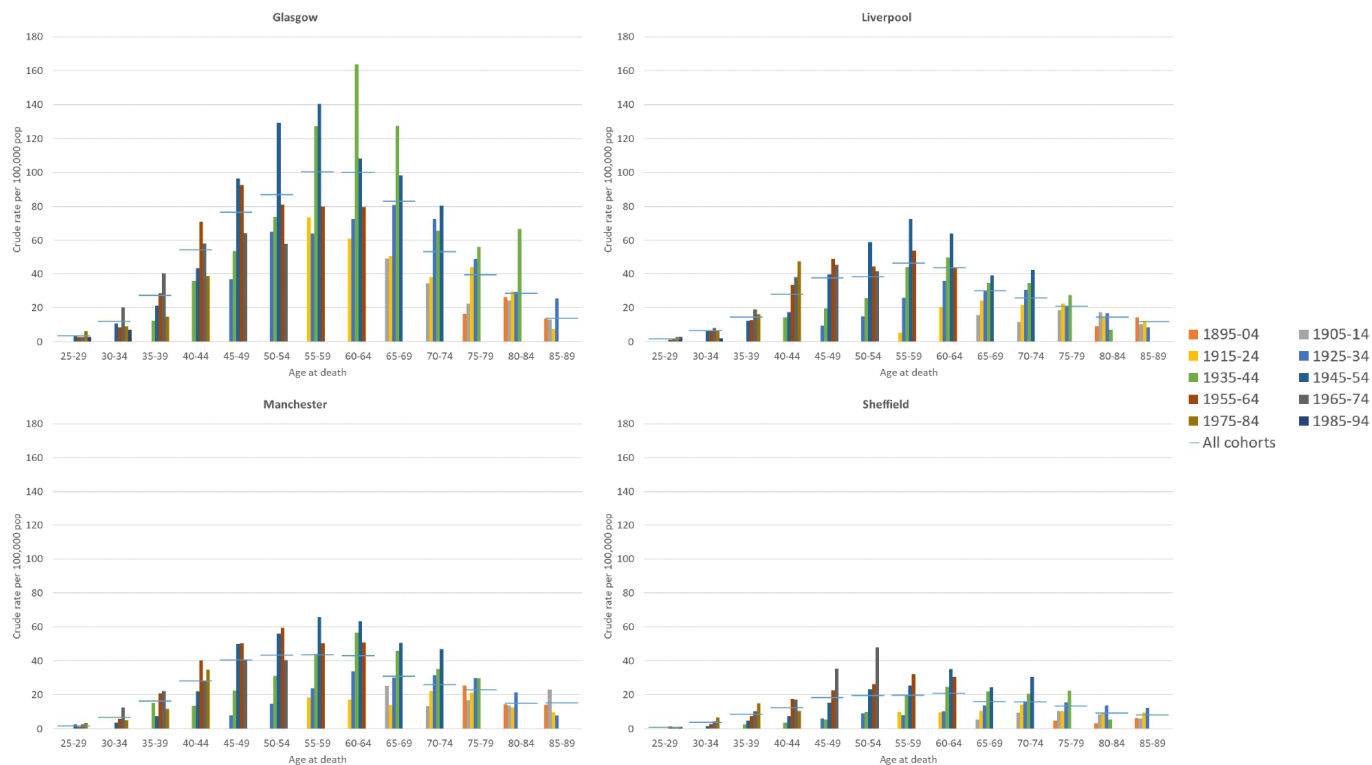 Glasgow
180
160
140
120
100
80
60
40
20
0
Crude rate per 100,000 pop
25-29 30-34 35-39 40-44 45-49 50-54 55-59 60-64 65-69 70-74 75-79 80-84 85-89
Age at death
Liverpool
180
160
140
120
100
80
60
40
20
0
Crude rate per 100,000 pop
25-29 30-34 35-39 40-44 45-49 50-54 55-59 60-64 65-69 70-74 75-79 80-84 85-89
Age at death
Manchester
180
160
140
120
100
80
60
40
20
0
Crude rate per 100,000 pop
25-29 30-34 35-39 40-44 45-49 50-54 55-59 60-64 65-69 70-74 75-79 80-84 85-89
Age at death
Sheffield
180
160
140
120
100
80
60
40
20
0
Crude rate per 100,000 pop
25-29 30-34 35-39 40-44 45-49 50-54 55-59 60-64 65-69 70-74 75-79 80-84 85-89
Age at death
1895-04 1905-14
1915-24 1925-34
1935-44 1945-54
1955-64 1965-74
1975-84 1985-94
All cohorts